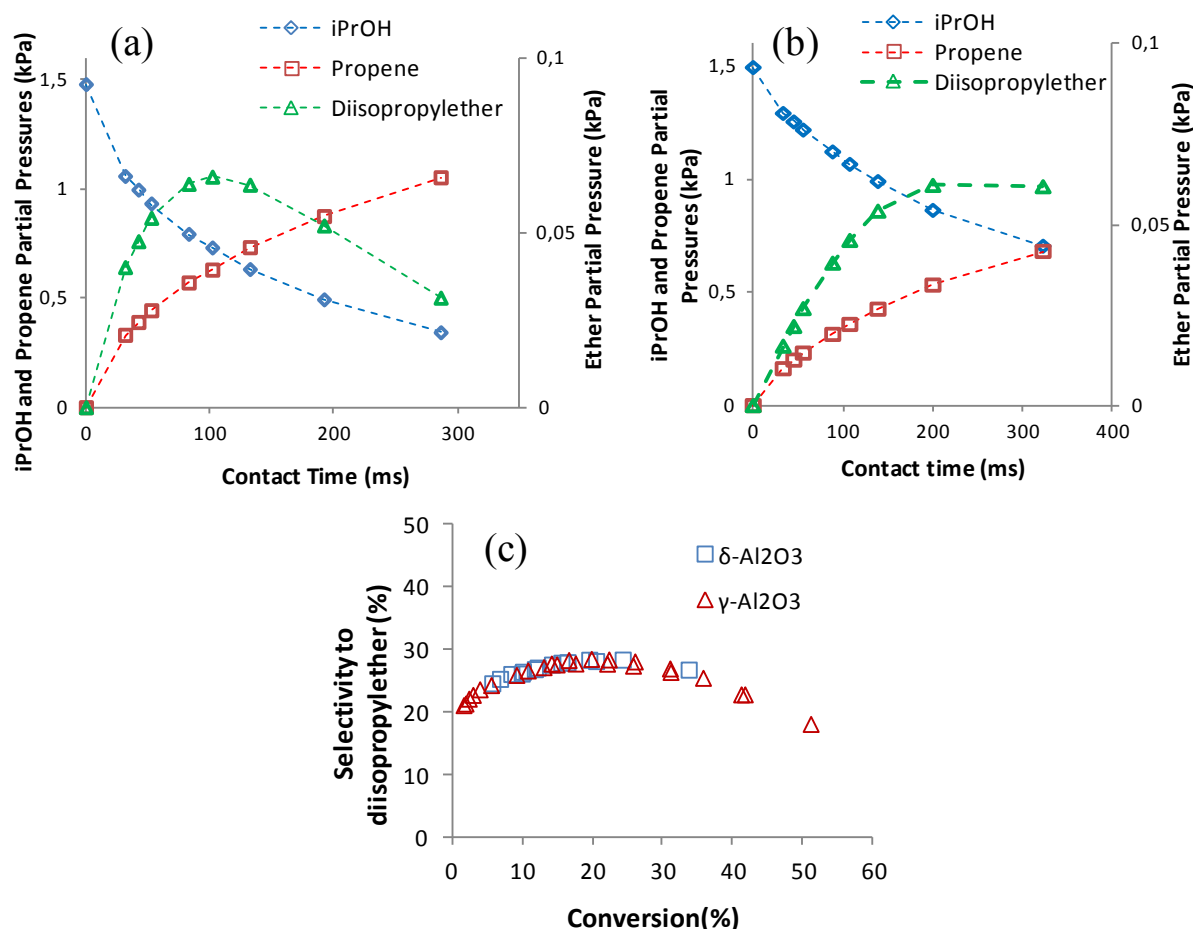 (a)
iPrOH
Propene
Diisopropylether
iPrOH and Propene Partial Pressures (kPa)
1,5
1
0,5
0
0,1
0,05
0
Ether Partial Pressure (kPa)
0 100 200 300
Contact Time (ms)
(b)
iPrOH
Propene
Diisopropylether
iPrOH and Propene Partial
Pressures (kPa)
1,5
1
0,5
0
0,1
0,05
0
Ether Partial Pressure (kPa)
0 100 200 300 400
Contact time (ms)
(c)
δ-Al2O3
γ-Al2O3
Selectivity to
diisopropylether (%)
50
40
30
20
10
0
0 10 20 30 40 50 60
Conversion(%)